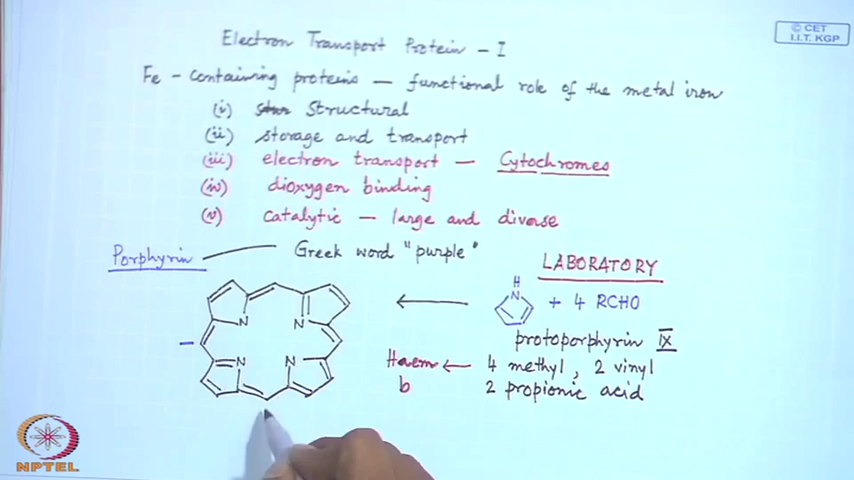 © CET
I.I.T. KGP
Electron Transport Protein - I
Fe - containing proteins — functional role of the metal iron
(i) Structural
(ii) storage and transport
(iii) electron transport — Cytochromes
(iv) dioxygen binding
(v) catalytic — large and diverse
Porphyrin — Greek word "purple"
LABORATORY
H
N
N N
N N
+ 4 RCHO
protoporphyrin IX
Haem ← 4 methyl, 2 vinyl
b 2 propionic acid
NPTEL